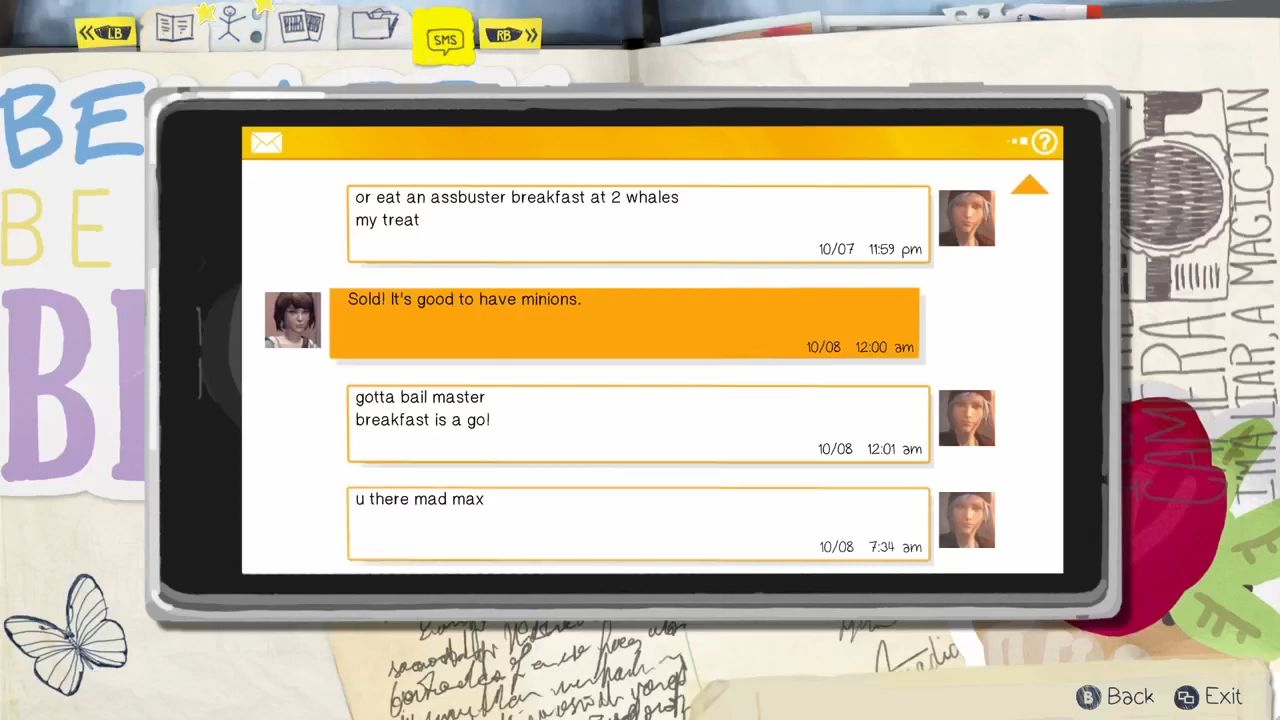 LB
SMS
RB
BE
BE
or eat an assbuster breakfast at 2 whales
my treat
10/07 11:59 pm
Sold! It's good to have minions.
10/08 12:00 am
gotta bail master
breakfast is a go!
10/08 12:01 am
u there mad max
10/08 7:34 am
?
CAMERA
LIAR, A MAGICIAN
B Back
Exit